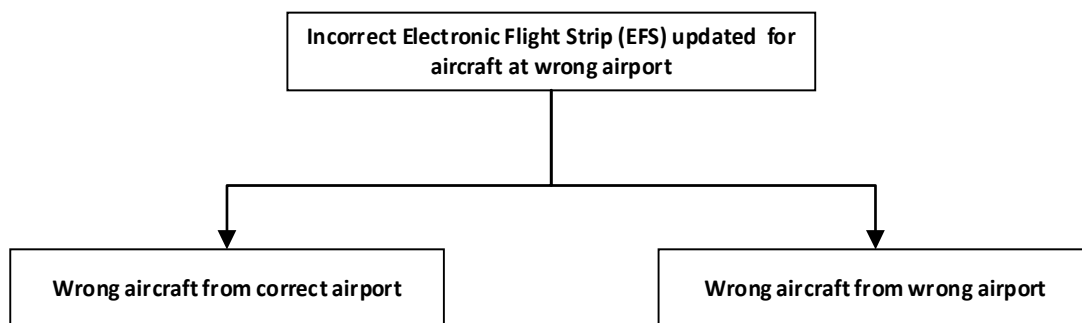 Incorrect Electronic Flight Strip (EFS) updated for
aircraft at wrong airport
Wrong aircraft from correct airport
Wrong aircraft from wrong airport